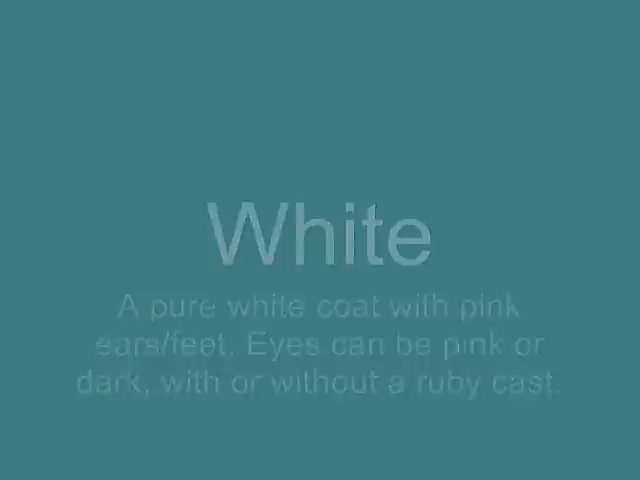 White
A pure white coat with pink
ears/feet. Eyes can be pink or
dark, with or without a ruby cast.